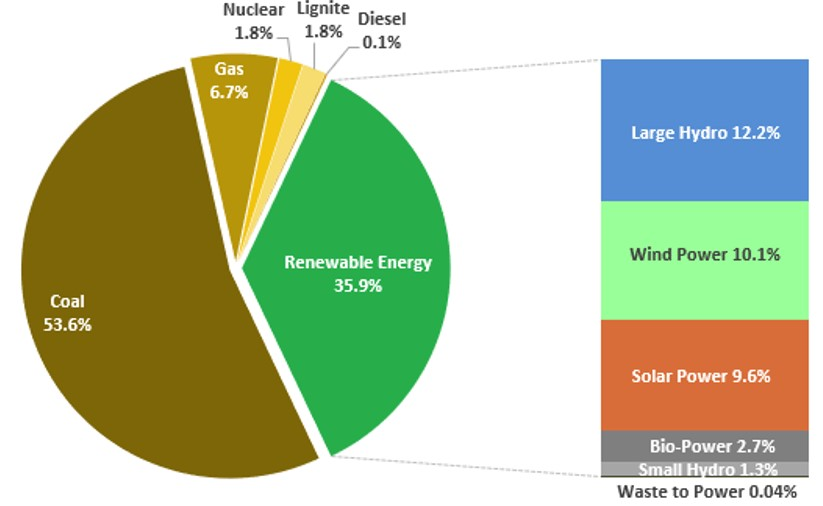 Nuclear
1.8%
Lignite
1.8%
Diesel
0.1%
Gas
6.7%
Renewable Energy
35.9%
Coal
53.6%
Large Hydro 12.2%
Wind Power 10.1%
Solar Power 9.6%
Bio-Power 2.7%
Small Hydro 1.3%
Waste to Power 0.04%